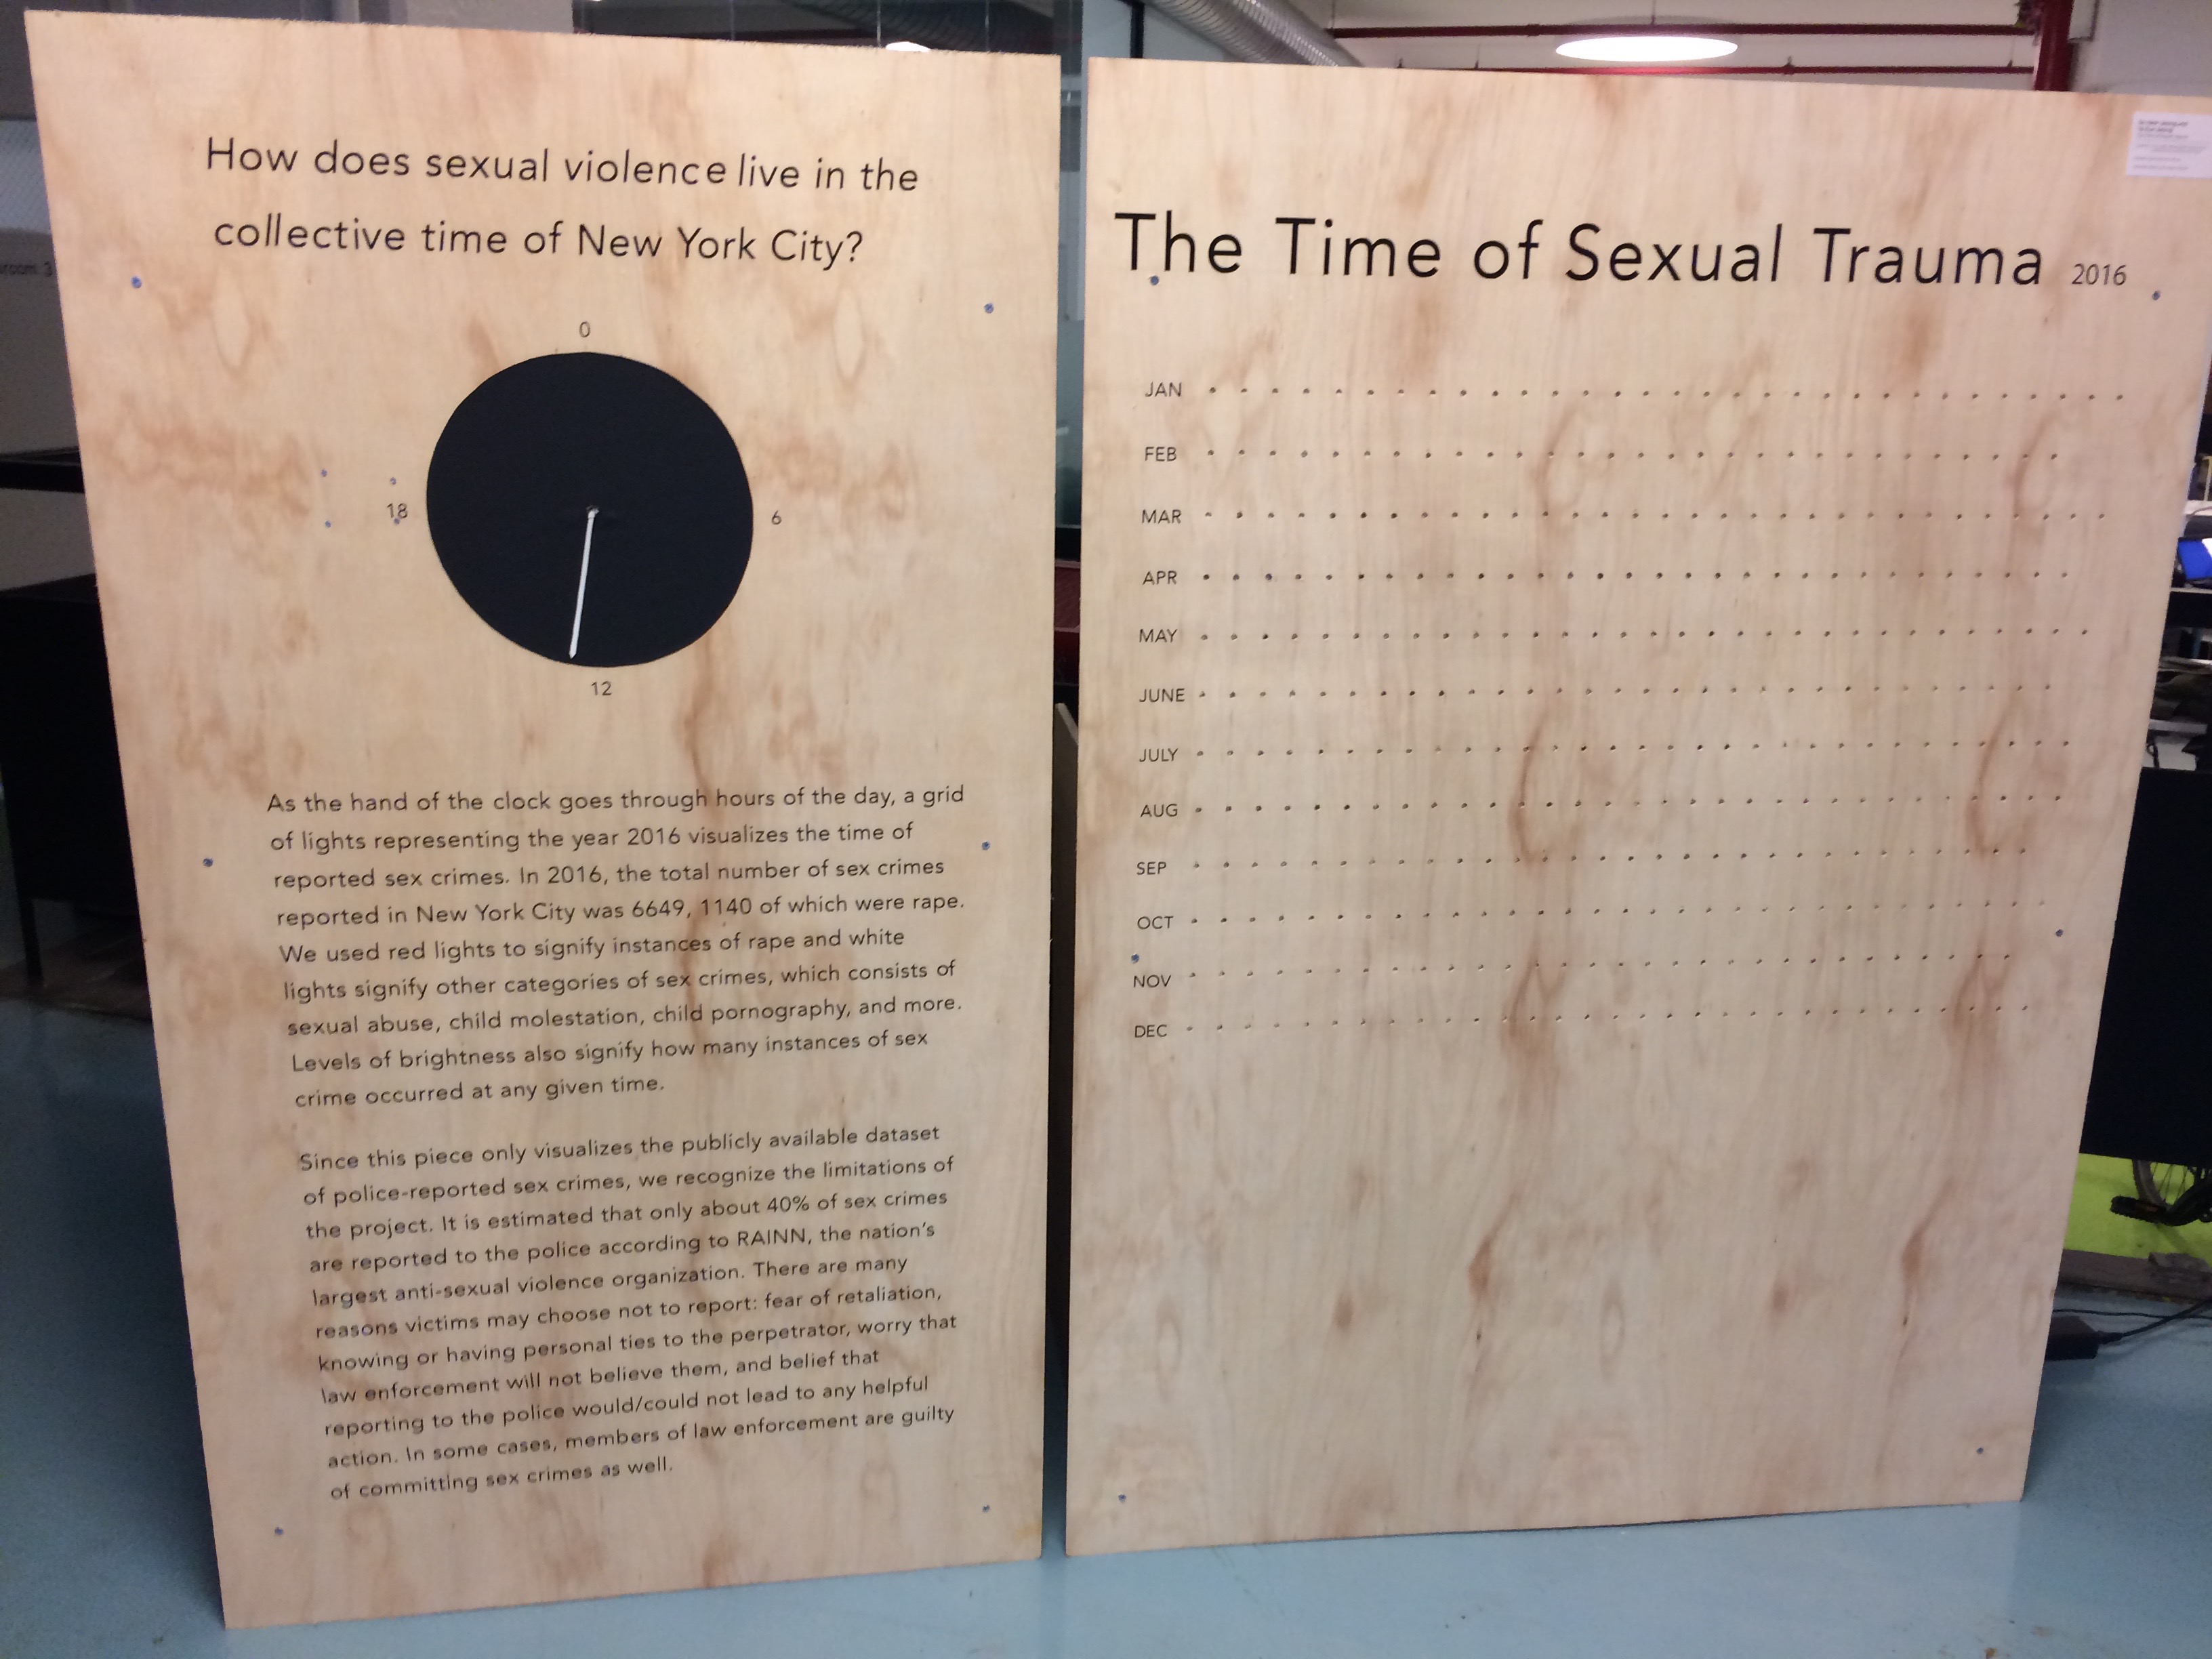 How does sexual violence live in the
collective time of New York City?
0
18
6
12
As the hand of the clock goes through hours of the day, a grid
of lights representing the year 2016 visualizes the time of
reported sex crimes. In 2016, the total number of sex crimes
reported in New York City was 6649, 1140 of which were rape.
We used red lights to signify instances of rape and white
lights signify other categories of sex crimes, which consists of
sexual abuse, child molestation, child pornography, and more.
Levels of brightness also signify how many instances of sex
crime occurred at any given time.
Since this piece only visualizes the publicly available dataset
of police-reported sex crimes, we recognize the limitations of
the project. It is estimated that only about 40% of sex crimes
are reported to the police according to RAINN, the nation's
largest anti-sexual violence organization. There are many
reasons victims may choose not to report: fear of retaliation,
knowing or having personal ties to the perpetrator, worry that
law enforcement will not believe them, and belief that
reporting to the police would/could not lead to any helpful
action. In some cases, members of law enforcement are guilty
of committing sex crimes as well.
The Time of Sexual Trauma 2016
JAN
FEB
MAR
APR
MAY
JUNE
JULY
AUG
SEP
OCT
NOV
DEC